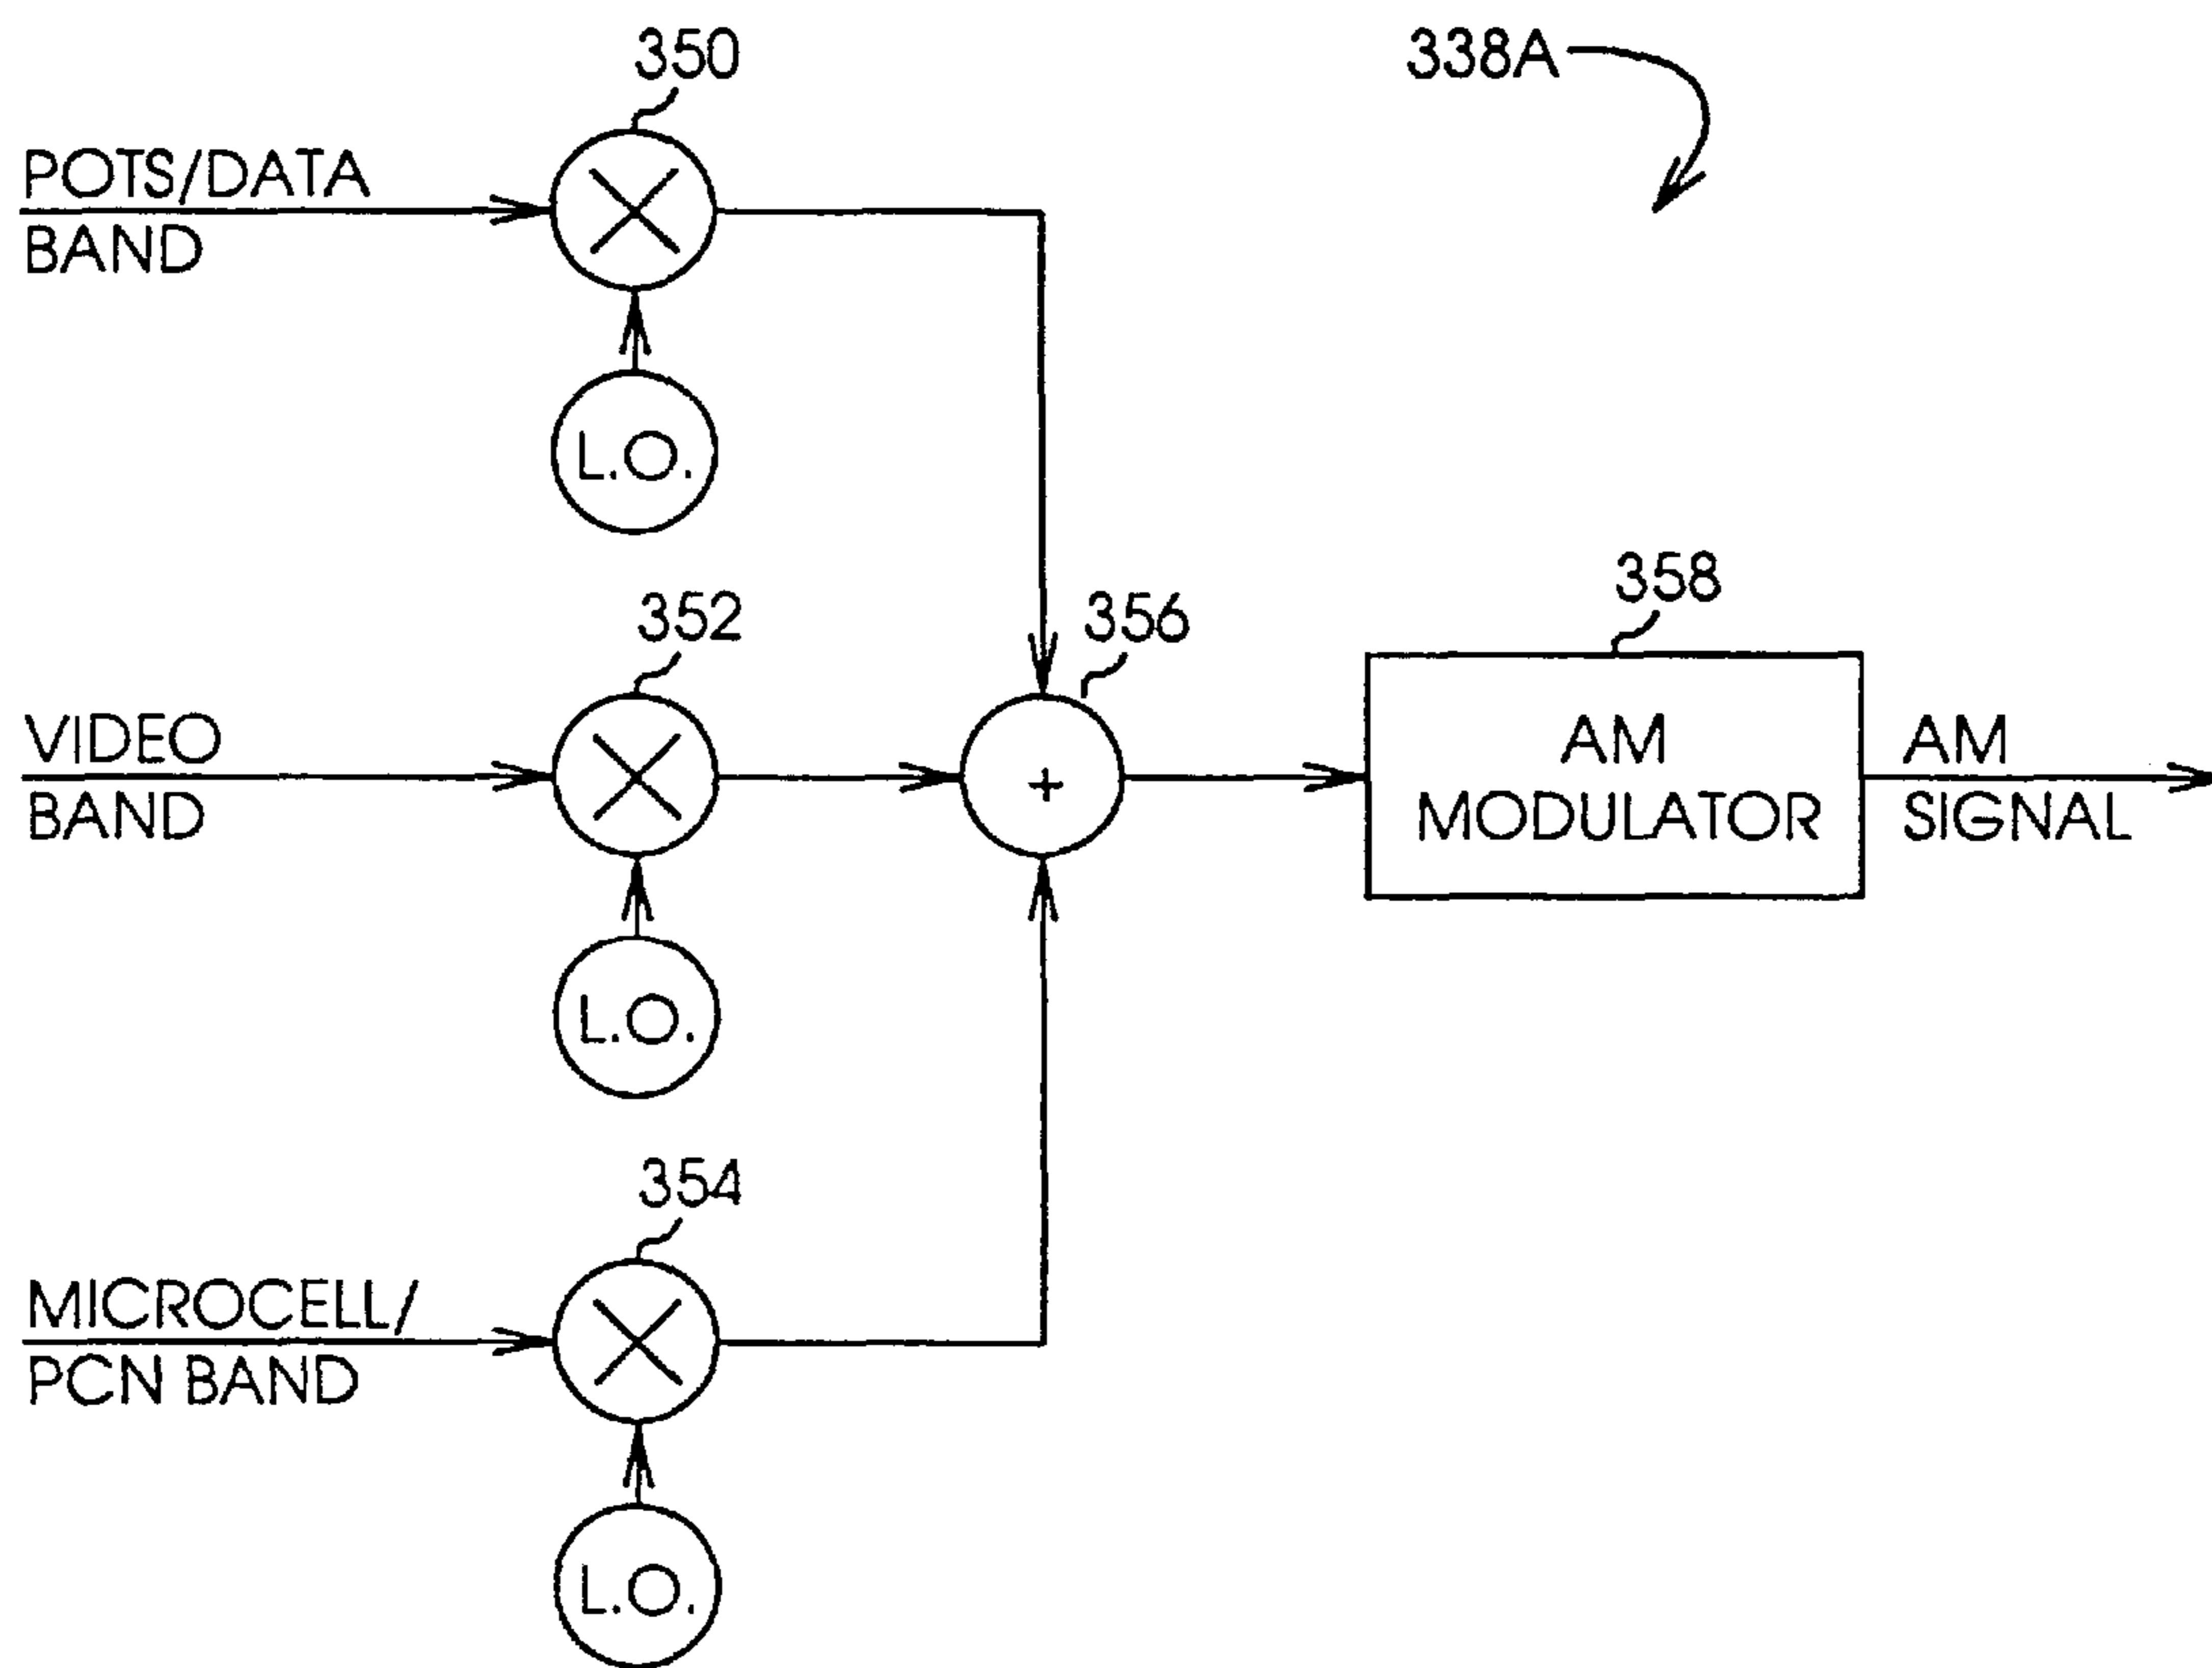 350
338A
POTS/DATA
BAND
L.O.
358
352
356
VIDEO
BAND
+
AM
MODULATOR
AM
SIGNAL
L.O.
354
MICROCELL/
PCN BAND
L.O.